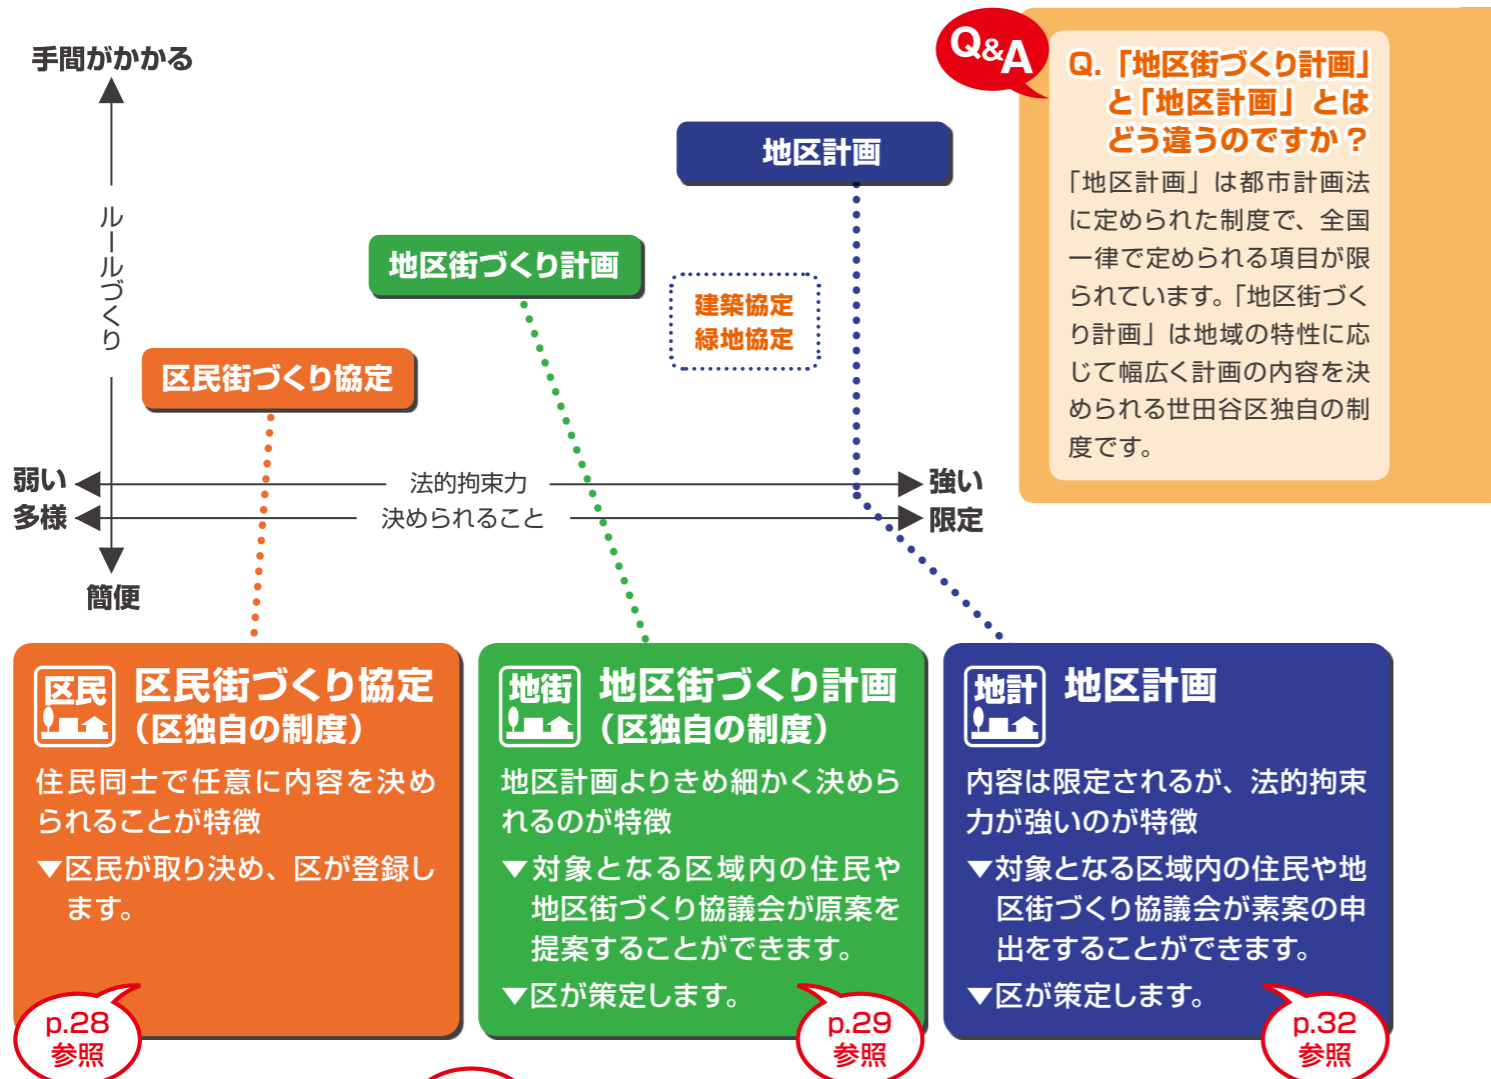 手間がかかる
ルールづくり
簡便
弱い
法的拘束力
強い
多様
決められること
限定
区民街づくり協定
地区街づくり計画
地区計画
建築協定
緑地協定
Q&A
Q.「地区街づくり計画」
と「地区計画」とは
どう違うのですか？
「地区計画」は都市計画法
に定められた制度で、全国
一律で定められる項目が限
られています。「地区街づく
り計画」は地域の特性に応
じて幅広く計画の内容を決
められる世田谷区独自の制
度です。
区民
区民街づくり協定
（区独自の制度）
住民同士で任意に内容を決め
られることが特徴
▼区民が取り決め、区が登録し
ます。
p.28
参照
地街
地区街づくり計画
（区独自の制度）
地区計画よりきめ細かく決めら
れるのが特徴
▼対象となる区域内の住民や
地区街づくり協議会が原案を
提案することができます。
▼区が策定します。
p.29
参照
地計
地区計画
内容は限定されるが、法的拘束
力が強いのが特徴
▼対象となる区域内の住民や地
区街づくり協議会が素案の申
出をすることができます。
▼区が策定します。
p.32
参照